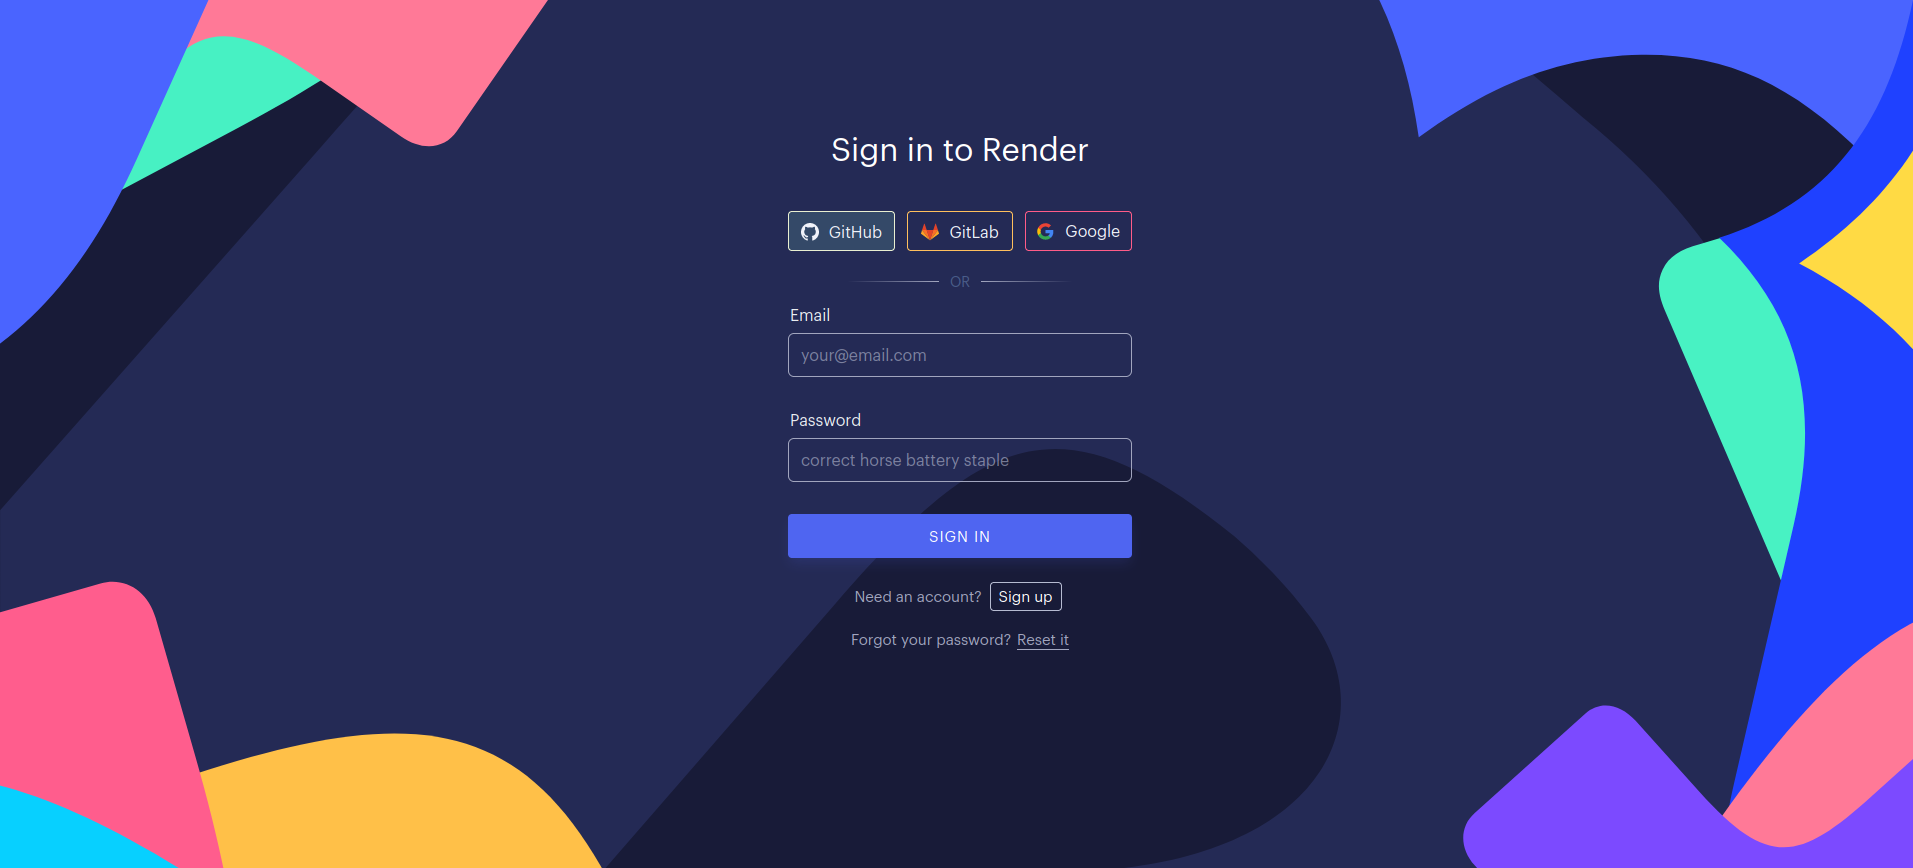 Sign in to Render
GitHub GitLab Google
OR
Email
your@email.com
Password
correct horse battery staple
SIGN IN
Need an account? Sign up
Forgot your password? Reset it